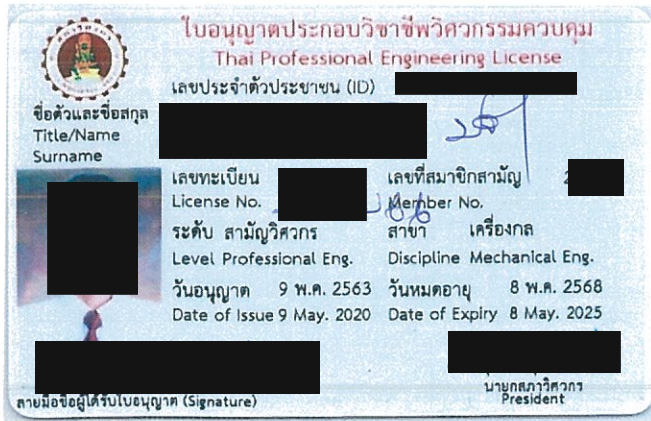 ใบอนุญาตประกอบวิชาชีพวิศวกรรมควบคุม
Thai Professional Engineering License
เลขประจำตัวประชาชน (ID)
ชื่อตัวและชื่อสกุล
Title/Name
Surname
เลขทะเบียน เลขที่สมาชิกสามัญ
License No. Member No.
ระดับ สามัญวิศวกร สาขา เครื่องกล
Level Professional Eng. Discipline Mechanical Eng.
วันอนุญาต 9 พ.ค. 2563 วันหมดอายุ 8 พ.ค. 2568
Date of Issue 9 May. 2020 Date of Expiry 8 May. 2025
นายกสภาวิศวกร
ลายมือชื่อผู้ได้รับใบอนุญาต (Signature) President